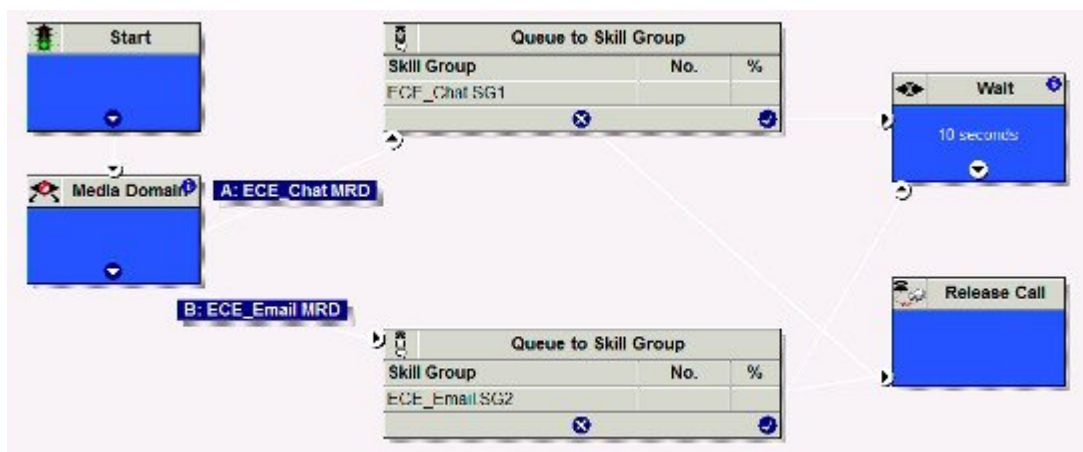 Start
Queue to Skill Group
Skill Group No. %
ECE_Chat SG1
Wait
10 seconds
Media Domain
A: ECE_Chat MRD
B: ECE_Email MRD
Release Call
Queue to Skill Group
Skill Group No. %
ECE_Email.SG2